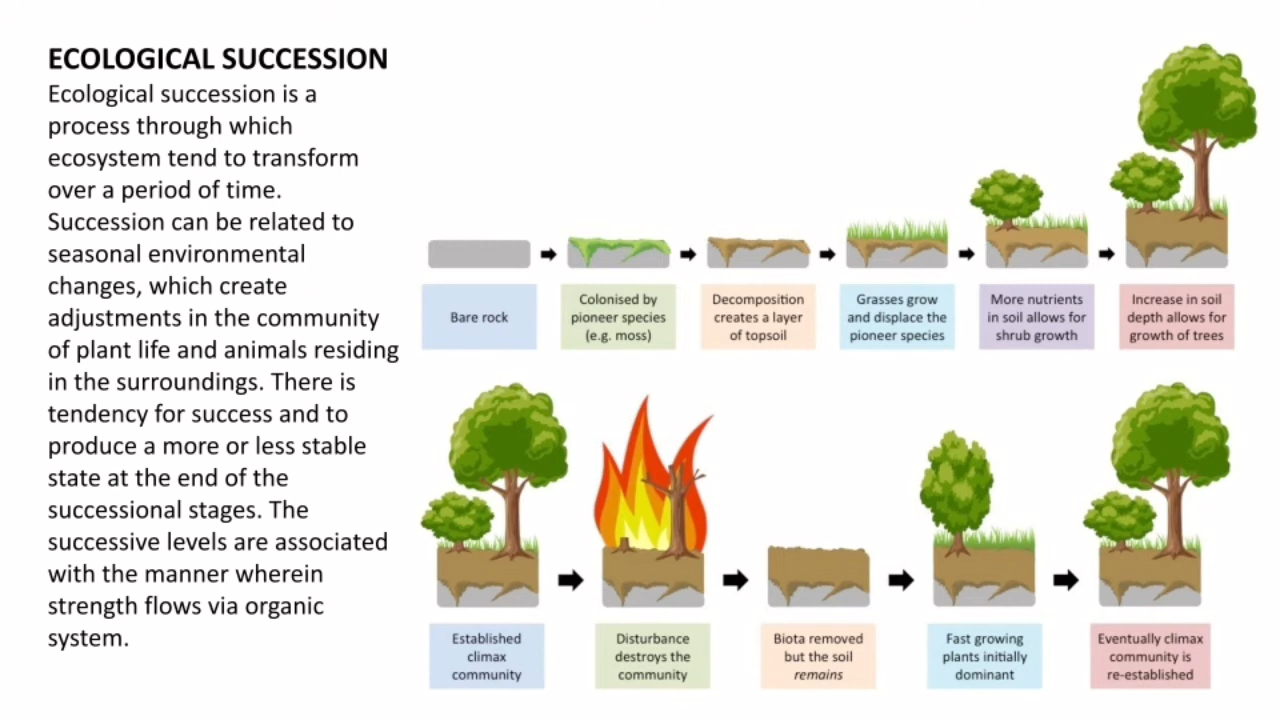 ECOLOGICAL SUCCESSION
Ecological succession is a
process through which
ecosystem tend to transform
over a period of time.
Succession can be related to
seasonal environmental
changes, which create
adjustments in the community
of plant life and animals residing
in the surroundings. There is
tendency for success and to
produce a more or less stable
state at the end of the
successional stages. The
successive levels are associated
with the manner wherein
strength flows via organic
system.
Bare rock
Colonised by
pioneer species
(e.g. moss)
Decomposition
creates a layer
of topsoil
Grasses grow
and displace the
pioneer species
More nutrients
in soil allows for
shrub growth
Increase in soil
depth allows for
growth of trees
Established
climax
community
Disturbance
destroys the
community
Biota removed
but the soil
remains
Fast growing
plants initially
dominant
Eventually climax
community is
re-established